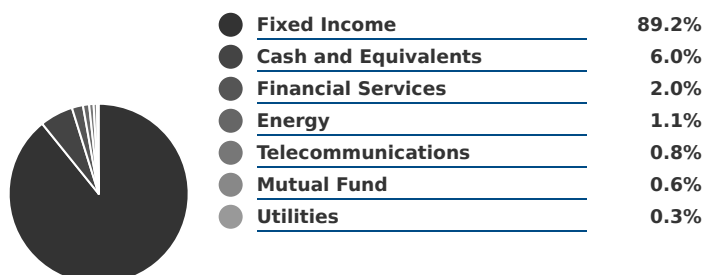 Fixed Income 89.2%
Cash and Equivalents 6.0%
Financial Services 2.0%
Energy 1.1%
Telecommunications 0.8%
Mutual Fund 0.6%
Utilities 0.3%